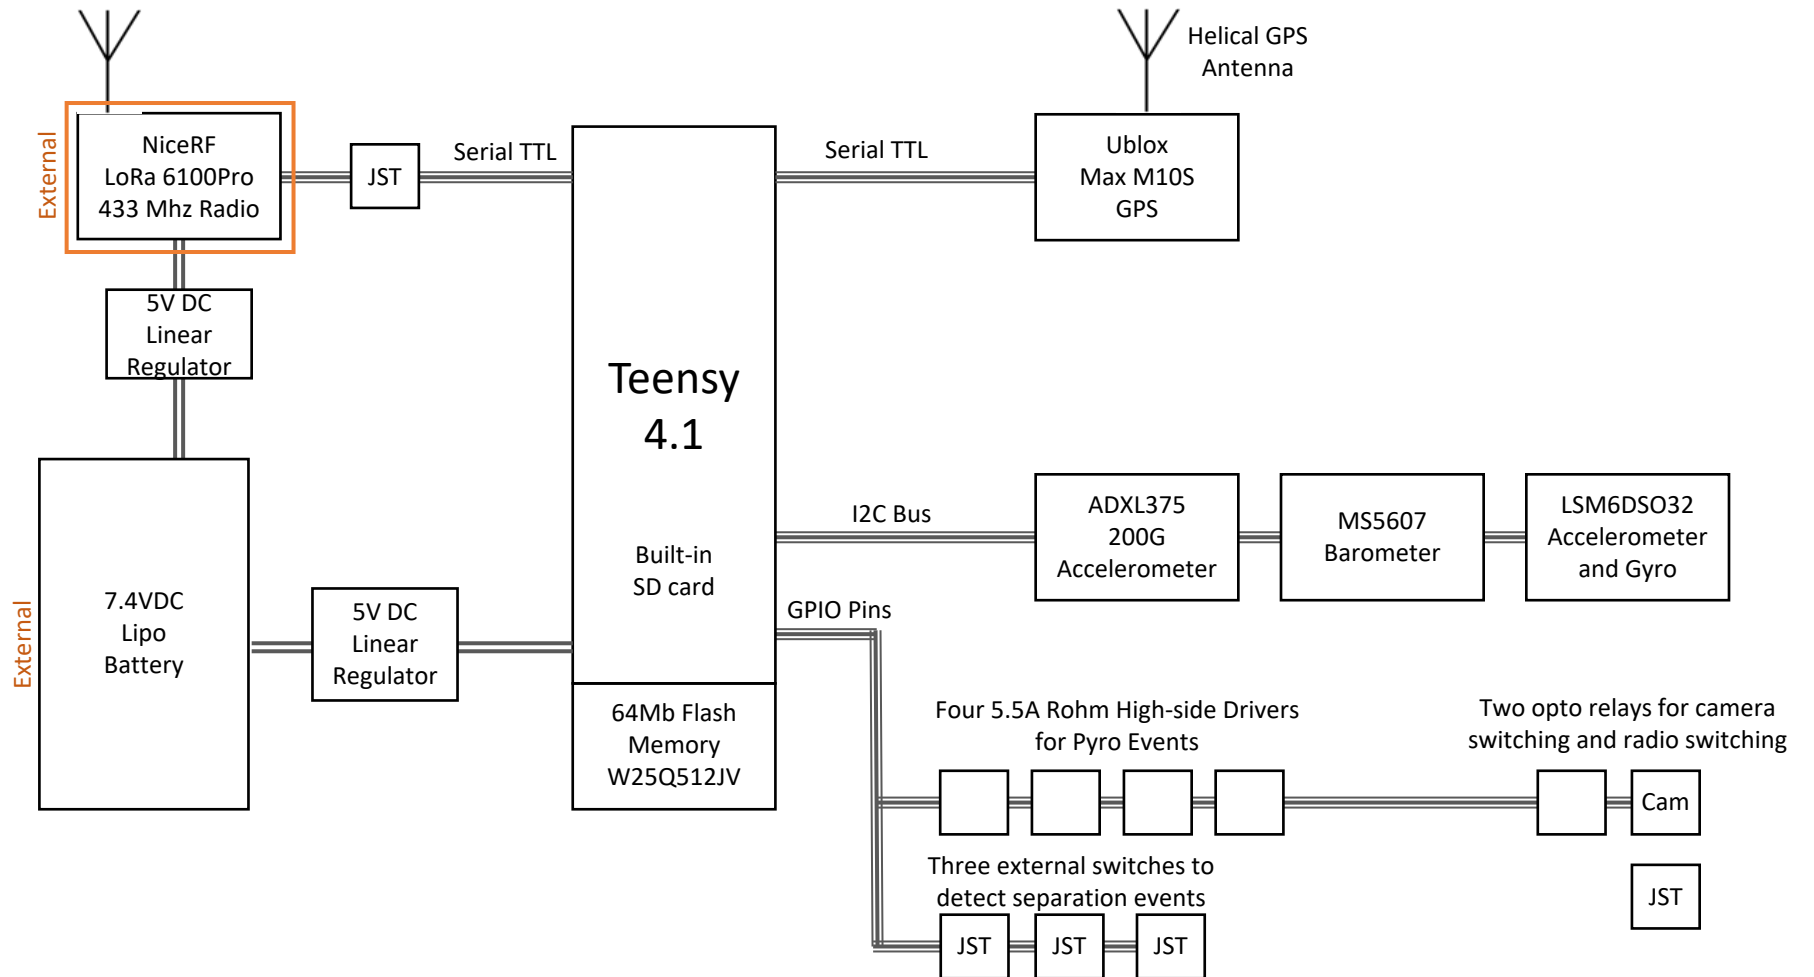 Helical GPS
Antenna
External
NiceRF
LoRa 6100Pro
433 Mhz Radio
JST
Serial TTL
Serial TTL
Ublox
Max M10S
GPS
5V DC
Linear
Regulator
Teensy
4.1
Built-in
SD card
I2C Bus
ADXL375
200G
Accelerometer
MS5607
Barometer
LSM6DSO32
Accelerometer
and Gyro
External
7.4VDC
Lipo
Battery
5V DC
Linear
Regulator
GPIO Pins
64Mb Flash
Memory
W25Q512JV
Four 5.5A Rohm High-side Drivers
for Pyro Events
Two opto relays for camera
switching and radio switching
Cam
Three external switches to
detect separation events
JST
JST
JST
JST